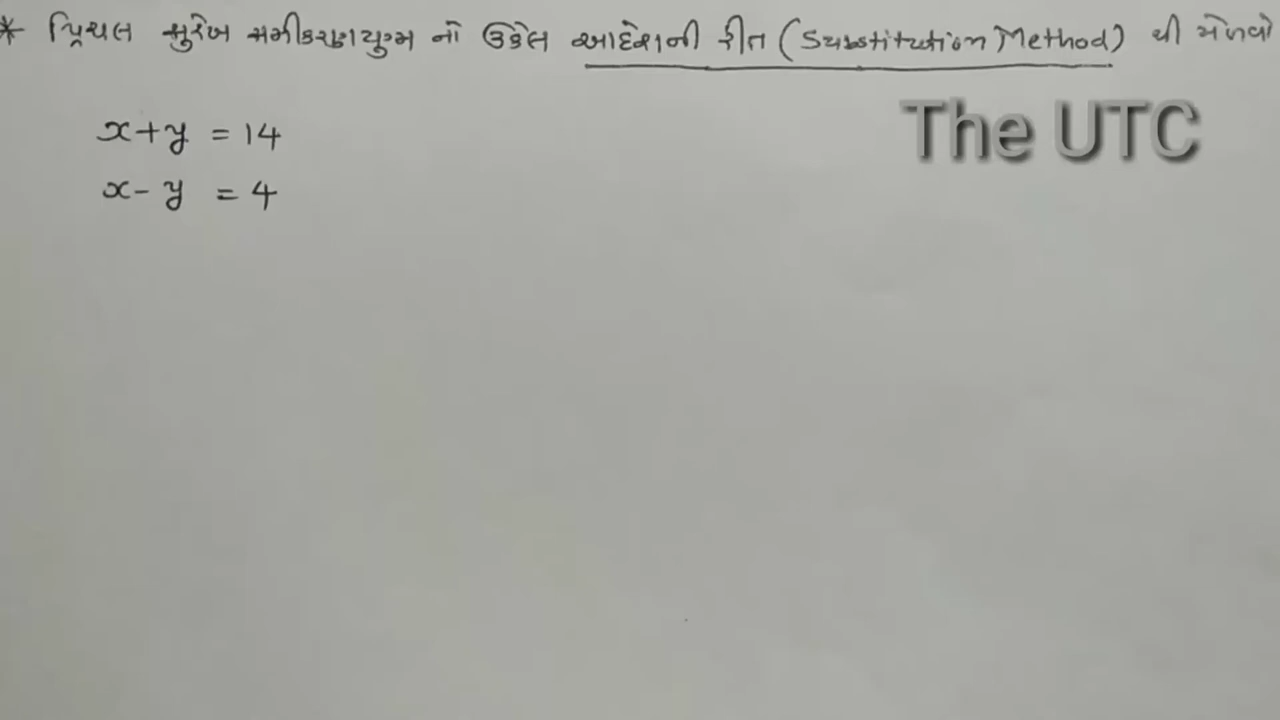 * દ્વિચલ સુરેખ સમીકરણયુગ્મ નો ઉકેલ આદેશની રીત (Substitution Method) થી મેળવો
The UTC
x+y = 14
x-y = 4